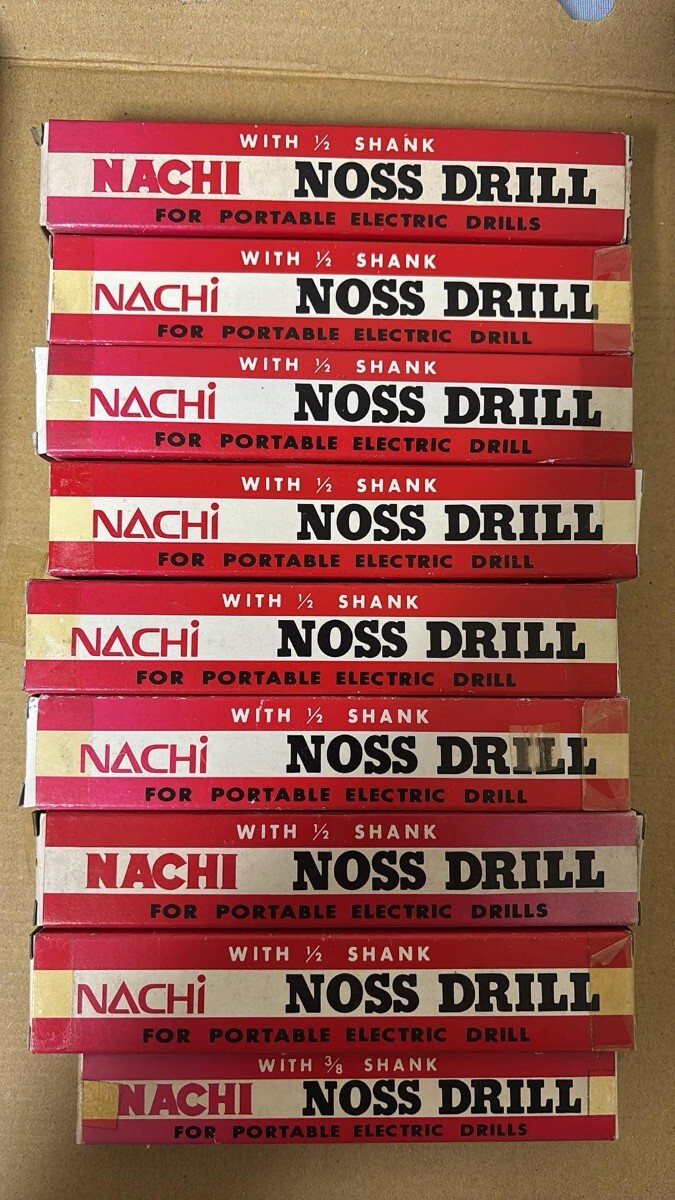 WITH ½ SHANK
NACHI NOSS DRILL
FOR PORTABLE ELECTRIC DRILLS
WITH ½ SHANK
NACHi NOSS DRILL
FOR PORTABLE ELECTRIC DRILL
WITH ½ SHANK
NACHi NOSS DRILL
FOR PORTABLE ELECTRIC DRILL
WITH ½ SHANK
NACHi NOSS DRILL
FOR PORTABLE ELECTRIC DRILL
WITH ½ SHANK
NACHi NOSS DRILL
FOR PORTABLE ELECTRIC DRILL
WITH ½ SHANK
NACHi NOSS DRILL
FOR PORTABLE ELECTRIC DRILL
WITH ½ SHANK
NACHI NOSS DRILL
FOR PORTABLE ELECTRIC DRILLS
WITH ½ SHANK
NACHi NOSS DRILL
FOR PORTABLE ELECTRIC DRILL
WITH ⅜ SHANK
NACHI NOSS DRILL
FOR PORTABLE ELECTRIC DRILLS